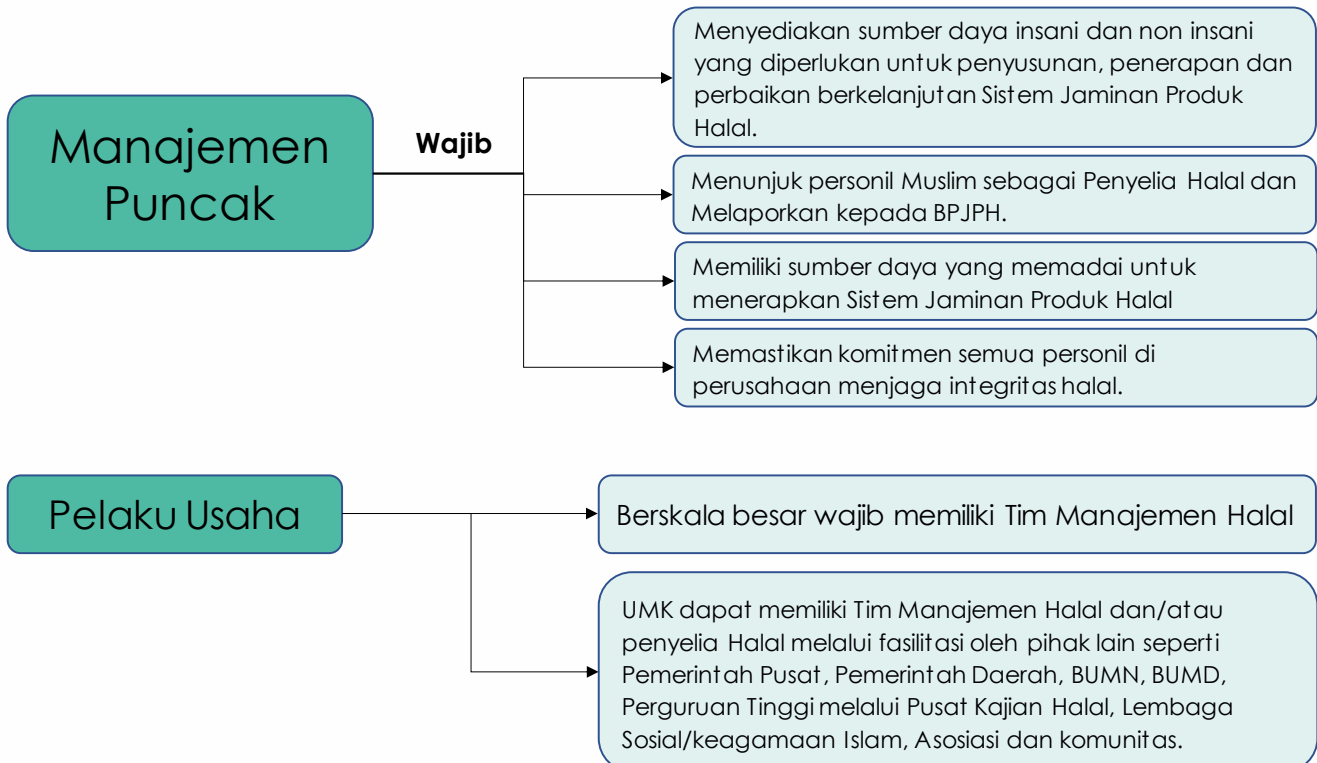 Manajemen
Puncak
Wajib
Menyediakan sumber daya insani dan non insani
yang diperlukan untuk penyusunan, penerapan dan
perbaikan berkelanjutan Sistem Jaminan Produk
Halal.
Menunjuk personil Muslim sebagai Penyelia Halal dan
Melaporkan kepada BPJPH.
Memiliki sumber daya yang memadai untuk
menerapkan Sistem Jaminan Produk Halal
Memastikan komitmen semua personil di
perusahaan menjaga integritas halal.
Pelaku Usaha
Berskala besar wajib memiliki Tim Manajemen Halal
UMK dapat memiliki Tim Manajemen Halal dan/atau
penyelia Halal melalui fasilitasi oleh pihak lain seperti
Pemerintah Pusat, Pemerintah Daerah, BUMN, BUMD,
Perguruan Tinggi melalui Pusat Kajian Halal, Lembaga
Sosial/keagamaan Islam, Asosiasi dan komunitas.